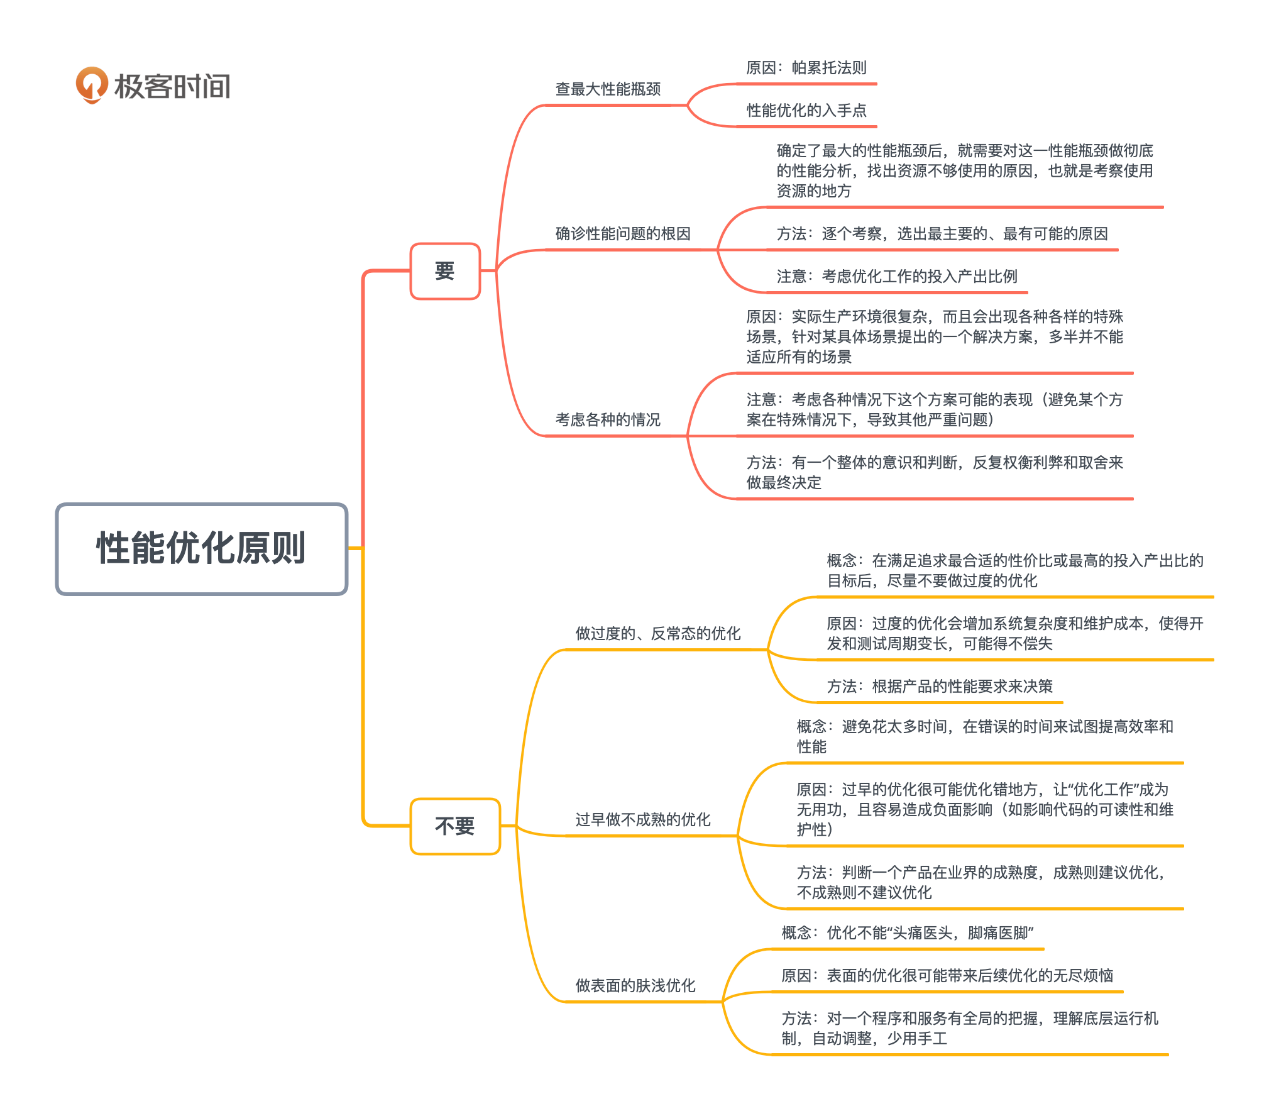 极客时间
性能优化原则
要
查最大性能瓶颈
原因：帕累托法则
性能优化的入手点
确诊性能问题的根因
确定了最大的性能瓶颈后，就需要对这一性能瓶颈做彻底
的性能分析，找出资源不够使用的原因，也就是考察使用
资源的地方
方法：逐个考察，选出最主要的、最有可能的原因
注意：考虑优化工作的投入产出比例
考虑各种的情况
原因：实际生产环境很复杂，而且会出现各种各样的特殊
场景，针对某具体场景提出的一个解决方案，多半并不能
适应所有的场景
注意：考虑各种情况下这个方案可能的表现（避免某个方
案在特殊情况下，导致其他严重问题）
方法：有一个整体的意识和判断，反复权衡利弊和取舍来
做最终决定
不要
做过度的、反常态的优化
概念：在满足追求最合适的性价比或最高的投入产出比的
目标后，尽量不要做过度的优化
原因：过度的优化会增加系统复杂度和维护成本，使得开
发和测试周期变长，可能得不偿失
方法：根据产品的性能要求来决策
过早做不成熟的优化
概念：避免花太多时间，在错误的时间来试图提高效率和
性能
原因：过早的优化很可能优化错地方，让“优化工作”成为
无用功，且容易造成负面影响（如影响代码的可读性和维
护性）
方法：判断一个产品在业界的成熟度，成熟则建议优化，
不成熟则不建议优化
做表面的肤浅优化
概念：优化不能“头痛医头，脚痛医脚”
原因：表面的优化很可能带来后续优化的无尽烦恼
方法：对一个程序和服务有全局的把握，理解底层运行机
制，自动调整，少用手工